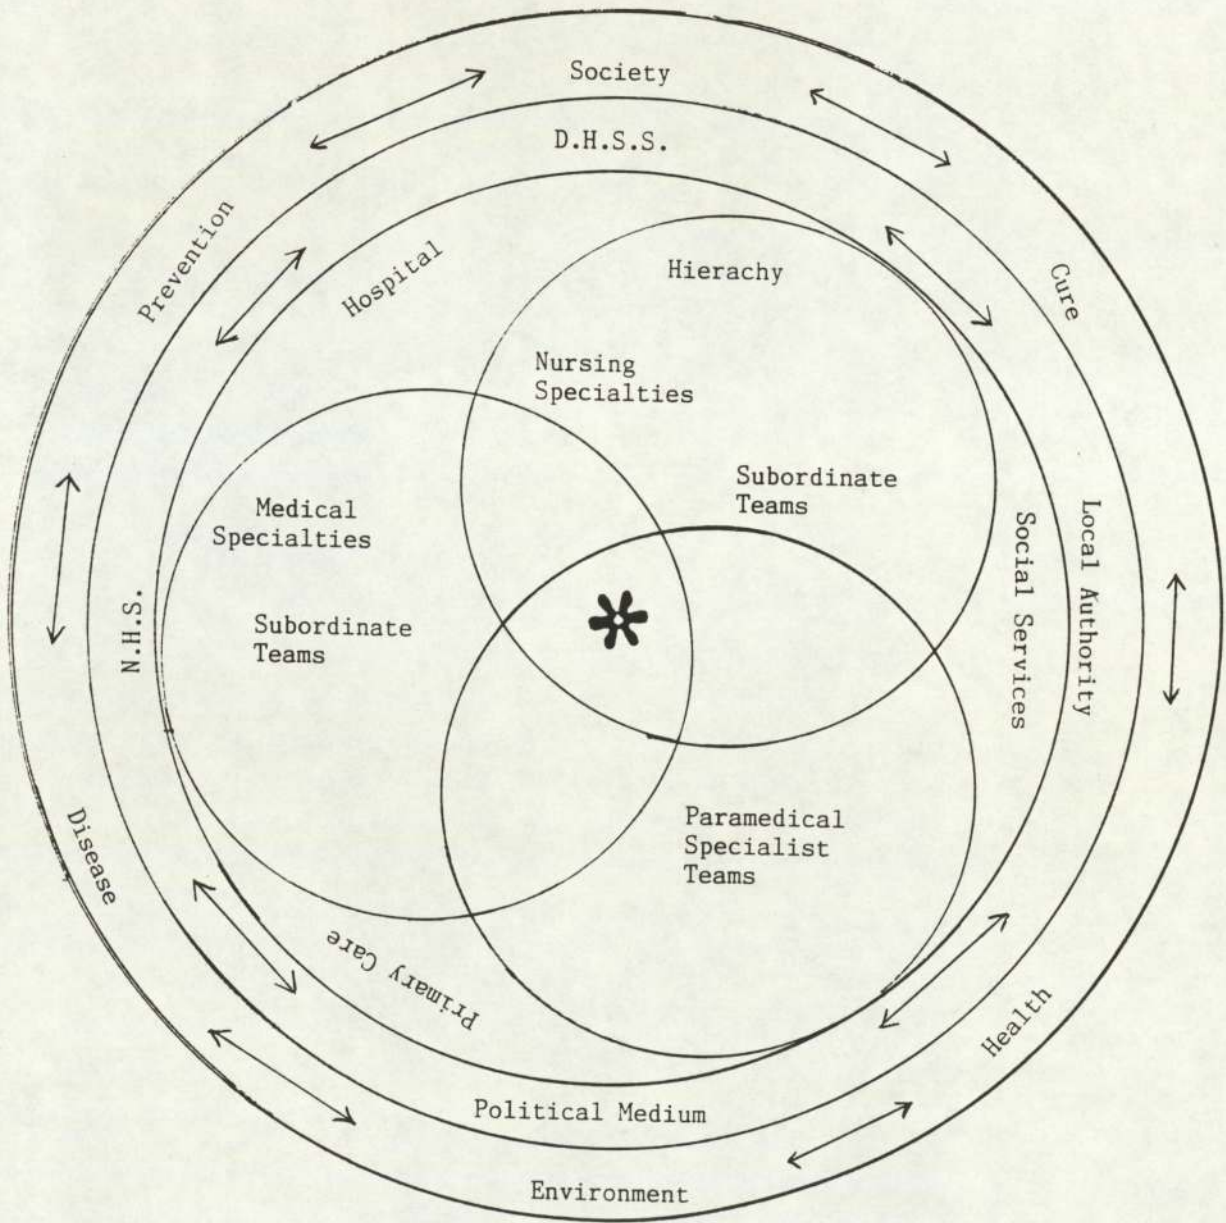 Society
D.H.S.S.
Prevention
Hospital
Hierachy
Cure
Nursing
Specialties
Subordinate
Teams
Medical
Specialties
Subordinate
Teams
N.H.S.
Social Services
Local Authority
Disease
Primary Care
Paramedical
Specialist
Teams
Health
Political Medium
Environment